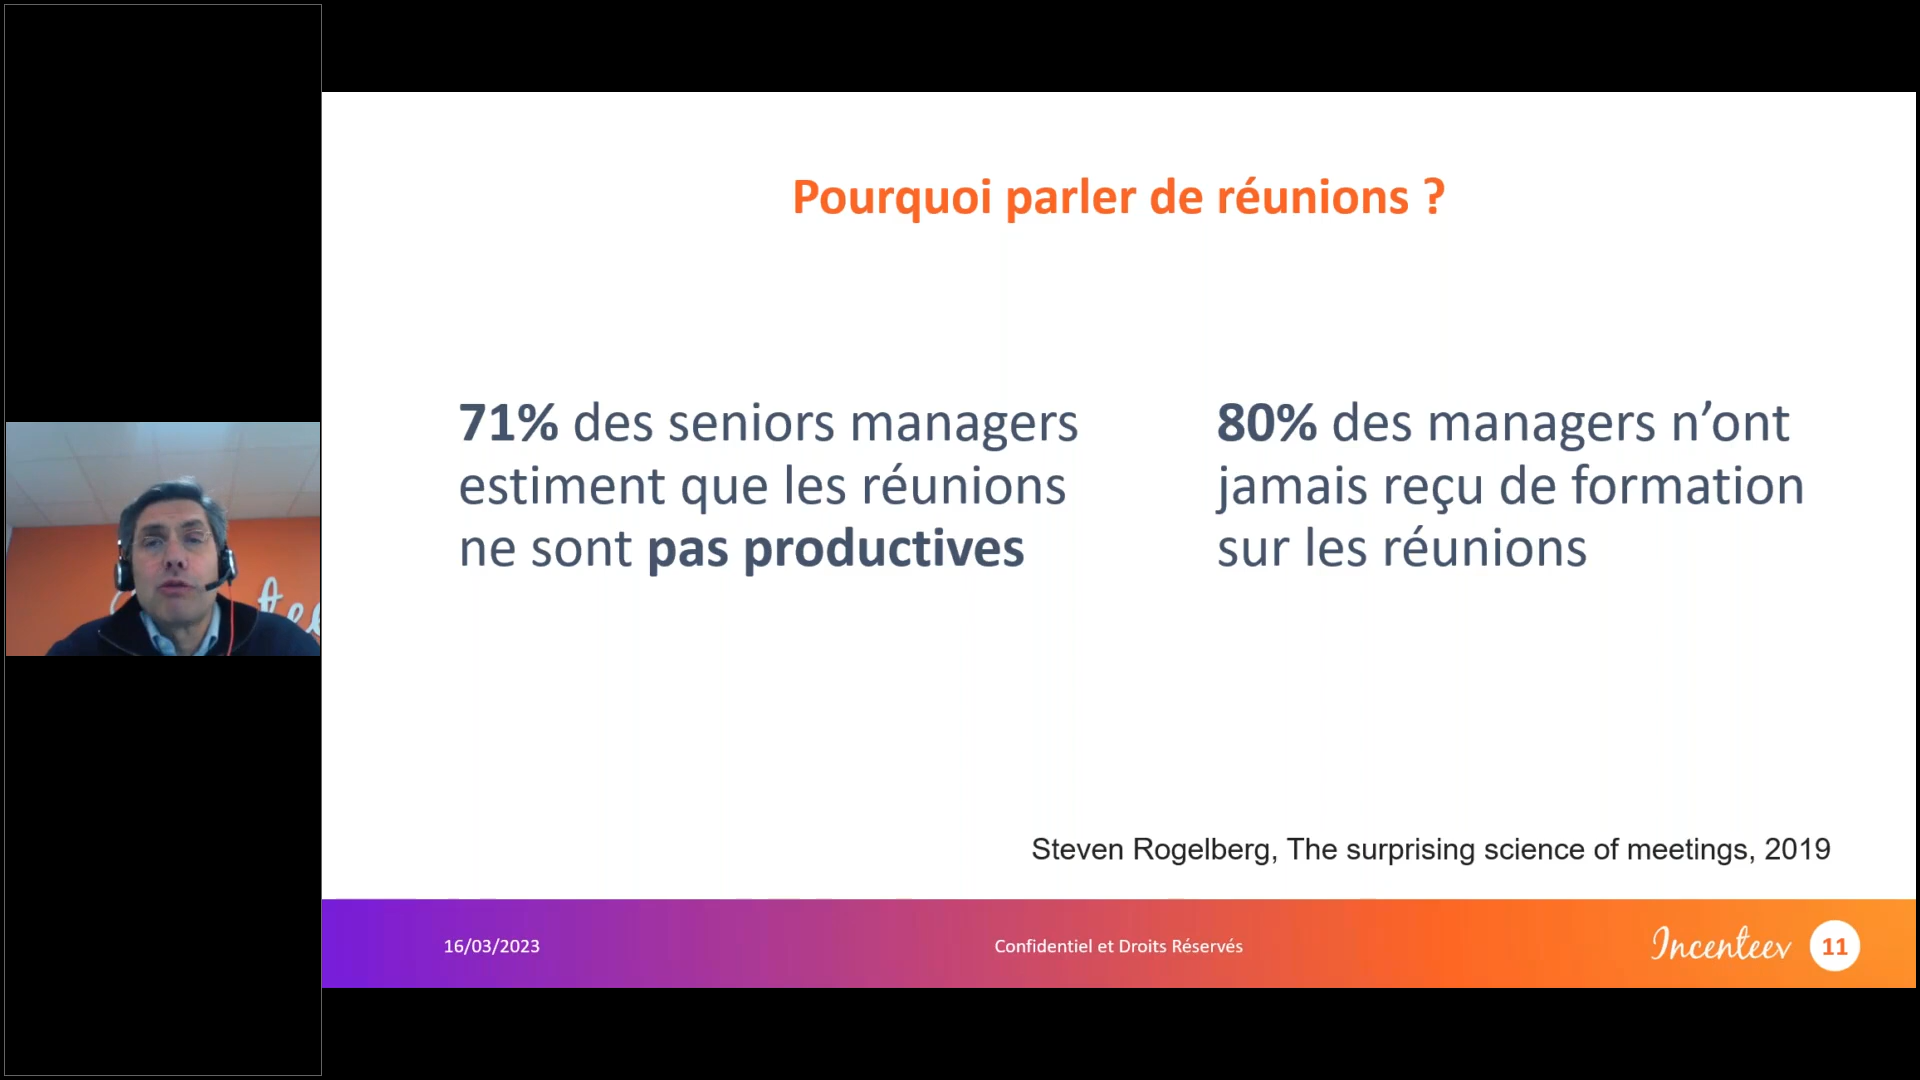 Pourquoi parler de réunions ?
71% des seniors managers
estiment que les réunions
ne sont pas productives
80% des managers n’ont
jamais reçu de formation
sur les réunions
Steven Rogelberg, The surprising science of meetings, 2019
16/03/2023
Confidentiel et Droits Réservés
Incenteev
11